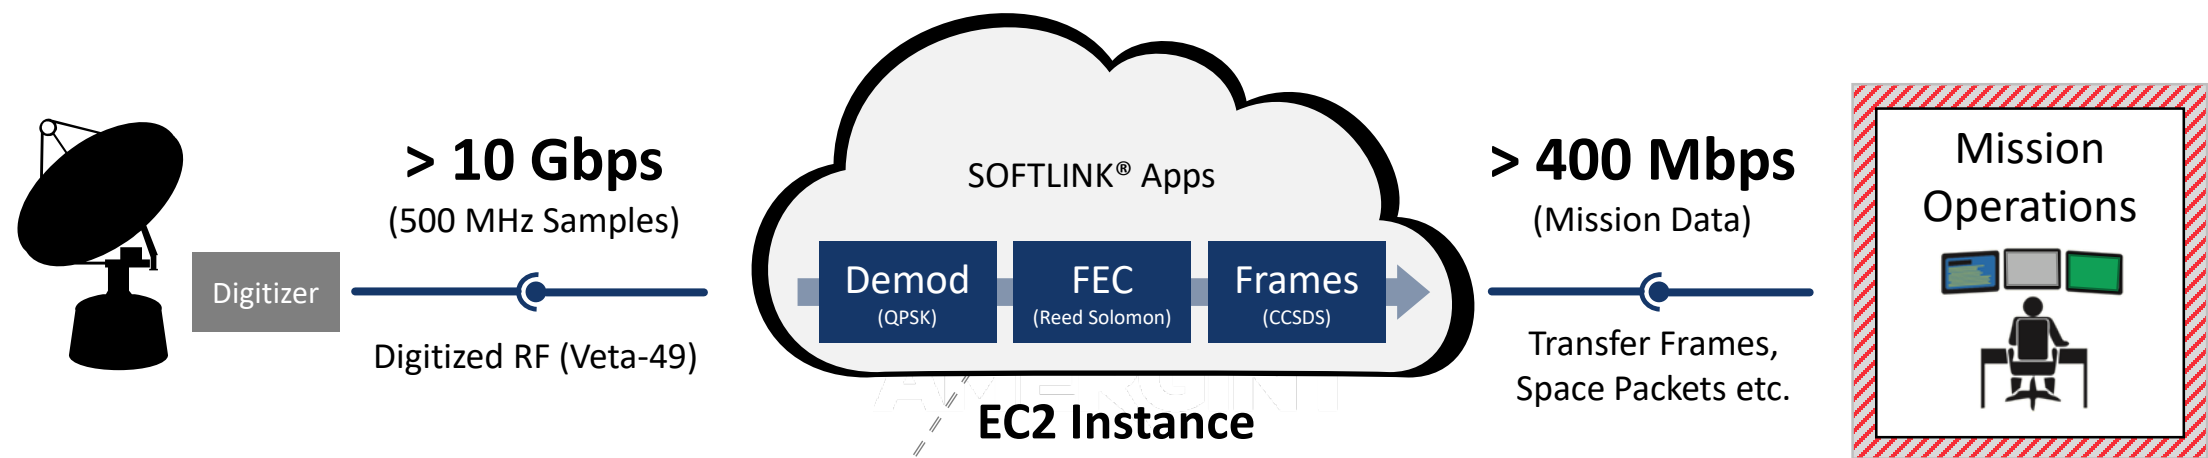 Digitizer
> 10 Gbps
(500 MHz Samples)
Digitized RF (Veta-49)
SOFTLINK® Apps
Demod
(QPSK)
FEC
(Reed Solomon)
Frames
(CCSDS)
AMERGINT
EC2 Instance
> 400 Mbps
(Mission Data)
Transfer Frames,
Space Packets etc.
Mission
Operations